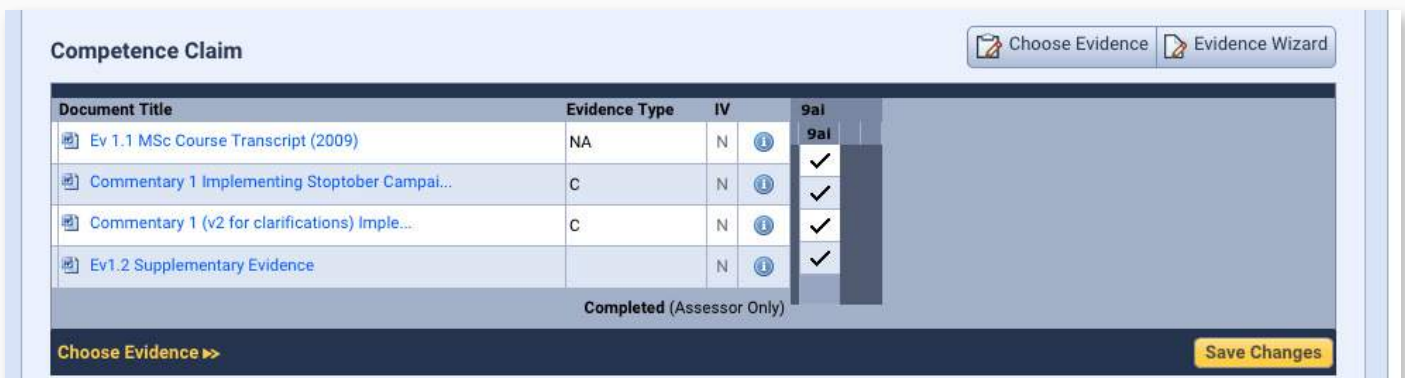 Competence Claim
Choose Evidence
Evidence Wizard
Document Title Evidence Type IV 9ai
9ai
Ev 1.1 MSc Course Transcript (2009) NA N
Commentary 1 Implementing Stoptober Campai... C N
Commentary 1 (v2 for clarifications) Imple... C N
Ev1.2 Supplementary Evidence N
Completed (Assessor Only)
Choose Evidence
Save Changes